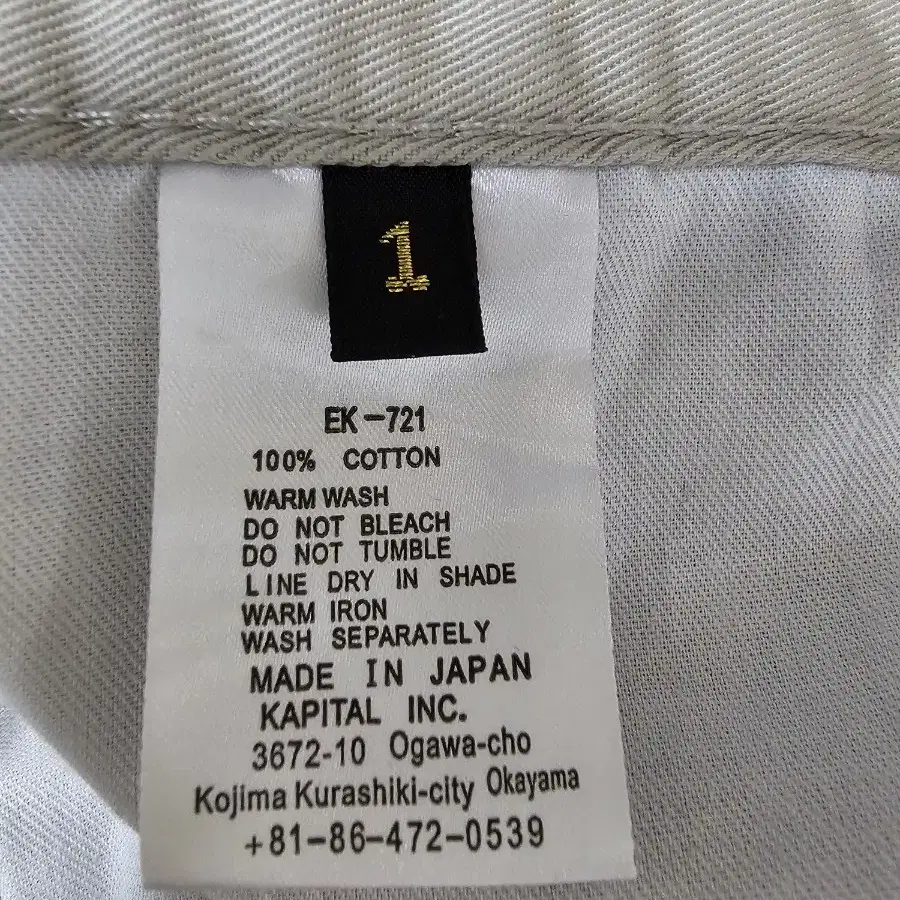 1
EK-721
100% COTTON
WARM WASH
DO NOT BLEACH
DO NOT TUMBLE
LINE DRY IN SHADE
WARM IRON
WASH SEPARATELY
MADE IN JAPAN
KAPITAL INC.
3672-10 Ogawa-cho
Kojima Kurashiki-city Okayama
+81-86-472-0539